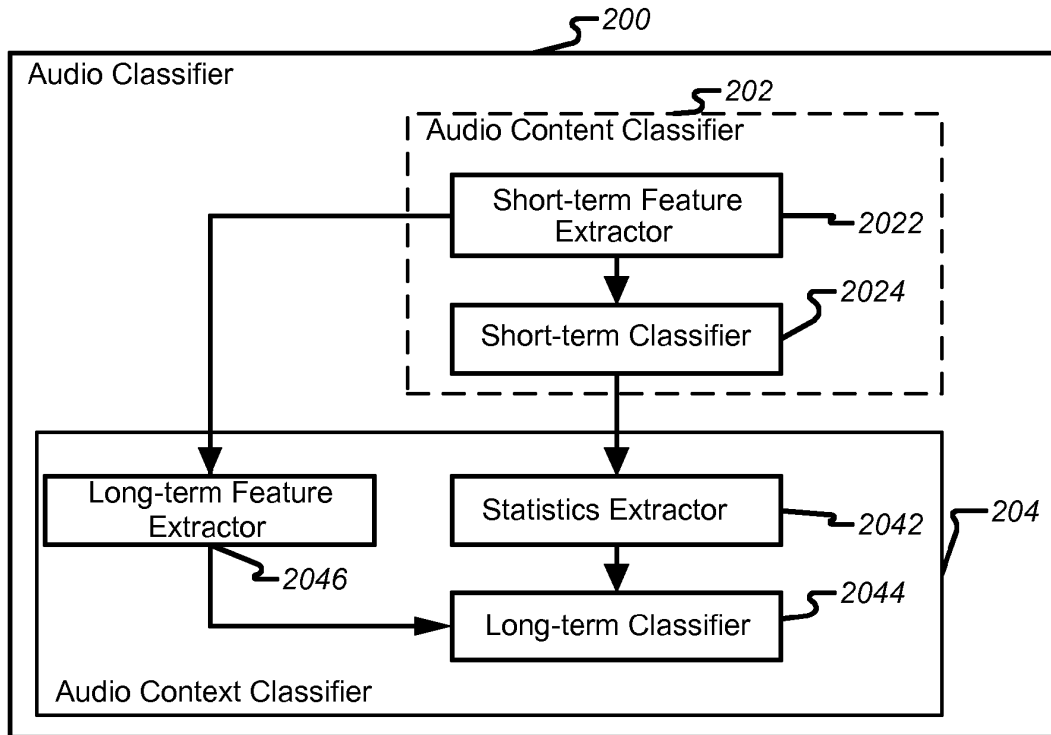 200
Audio Classifier
202
Audio Content Classifier
Short-term Feature
Extractor
2022
2024
Short-term Classifier
Long-term Feature
Extractor
Statistics Extractor
2042
204
2046
2044
Long-term Classifier
Audio Context Classifier